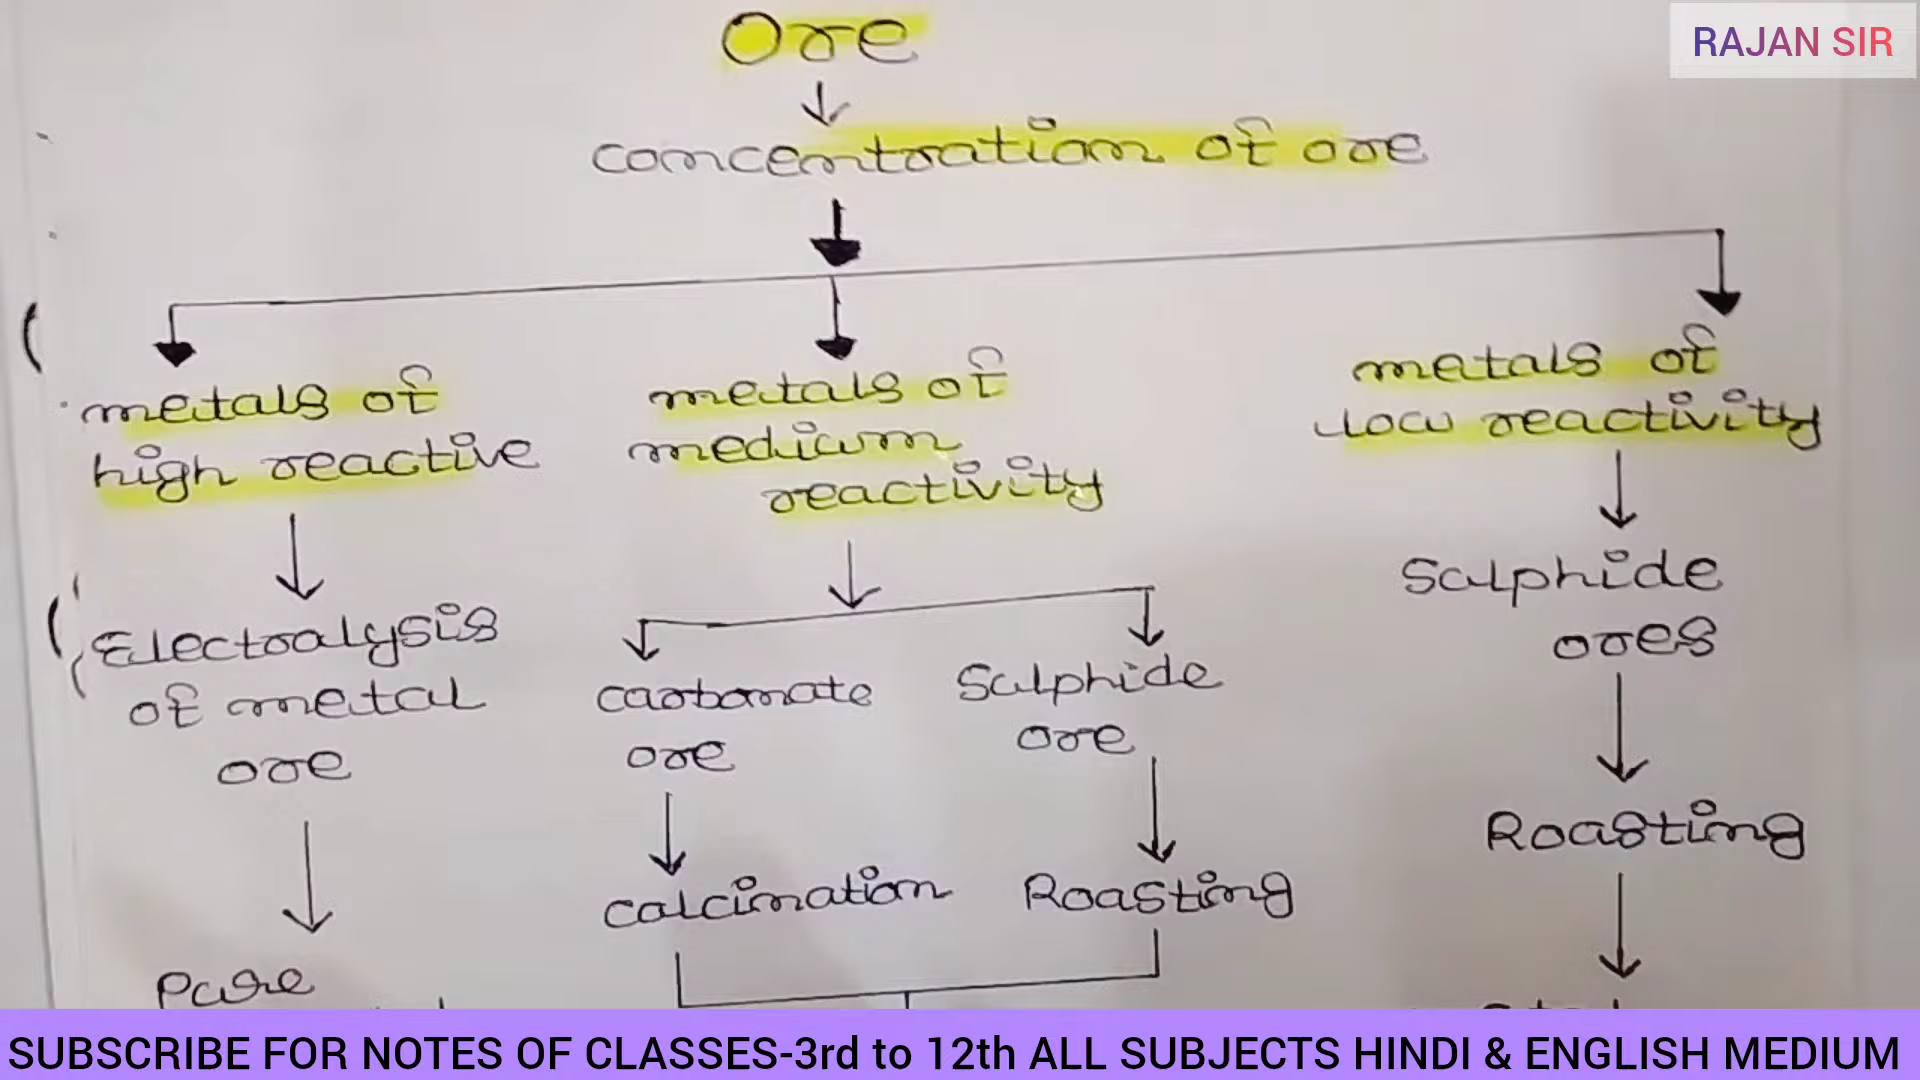 Ore
RAJAN SIR
concentration of ore
metals of
high reactive
metals of
medium
reactivity
metals of
low reactivity
Electrolysis
of metal
ore
carbonate
ore
Sulphide
ore
Sulphide
ores
calcination
Roasting
Roasting
Pure
SUBSCRIBE FOR NOTES OF CLASSES-3rd to 12th ALL SUBJECTS HINDI & ENGLISH MEDIUM